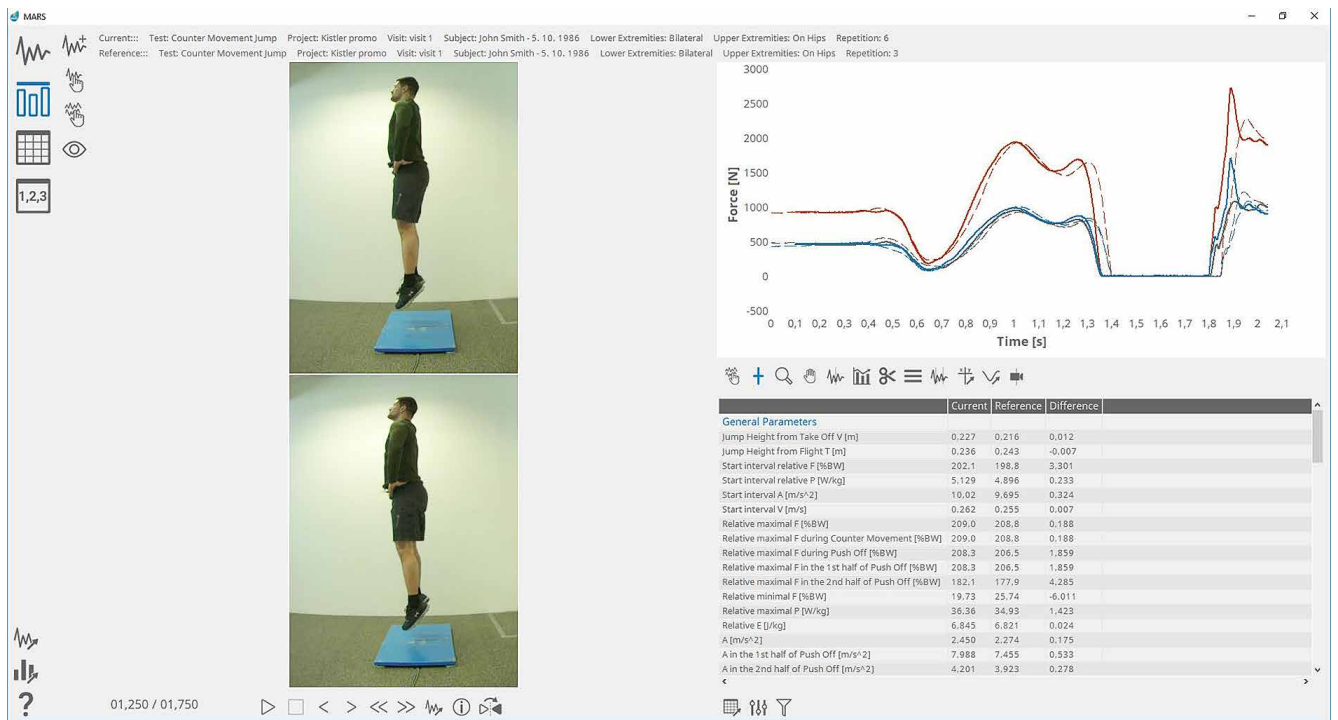 MARS
Current::: Test: Counter Movement Jump Project: Kistler promo Visit: visit 1 Subject: John Smith - 5. 10. 1986 Lower Extremities: Bilateral Upper Extremities: On Hips Repetition: 6
Reference::: Test: Counter Movement Jump Project: Kistler promo Visit: visit 1 Subject: John Smith - 5. 10. 1986 Lower Extremities: Bilateral Upper Extremities: On Hips Repetition: 3
1,2,3
3000
2500
2000
1500
1000
500
0
-500
Force [N]
0 0,1 0,2 0,3 0,4 0,5 0,6 0,7 0,8 0,9 1 1,1 1,2 1,3 1,4 1,5 1,6 1,7 1,8 1,9 2 2,1
Time [s]
Current Reference Difference
General Parameters
Jump Height from Take Off V [m] 0.227 0.216 0.012
Jump Height from Flight T [m] 0.236 0.243 -0.007
Start interval relative F [%BW] 202.1 198.8 3.301
Start interval relative P [W/kg] 5.129 4.896 0.233
Start interval A [m/s^2] 10.02 9.695 0.324
Start interval V [m/s] 0.262 0.255 0.007
Relative maximal F [%BW] 209.0 208.8 0.188
Relative maximal F during Counter Movement [%BW] 209.0 208.8 0.188
Relative maximal F during Push Off [%BW] 208.3 206.5 1.859
Relative maximal F in the 1st half of Push Off [%BW] 208.3 206.5 1.859
Relative maximal F in the 2nd half of Push Off [%BW] 182.1 177.9 4.285
Relative minimal F [%BW] 19.73 25.74 -6.011
Relative maximal P [W/kg] 36.36 34.93 1.423
Relative E [J/kg] 6.845 6.821 0.024
A [m/s^2] 2.450 2.274 0.175
A in the 1st half of Push Off [m/s^2] 7.988 7.455 0.533
A in the 2nd half of Push Off [m/s^2] 4.201 3.923 0.278
01,250 / 01,750